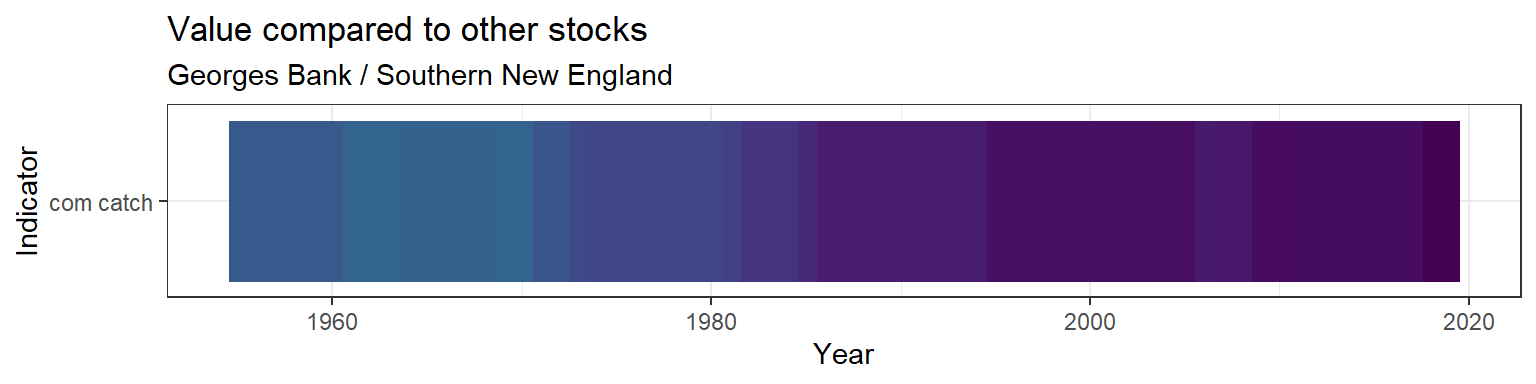 Value compared to other stocks
Georges Bank / Southern New England
Indicator
com catch
1960 1980 2000 2020
Year